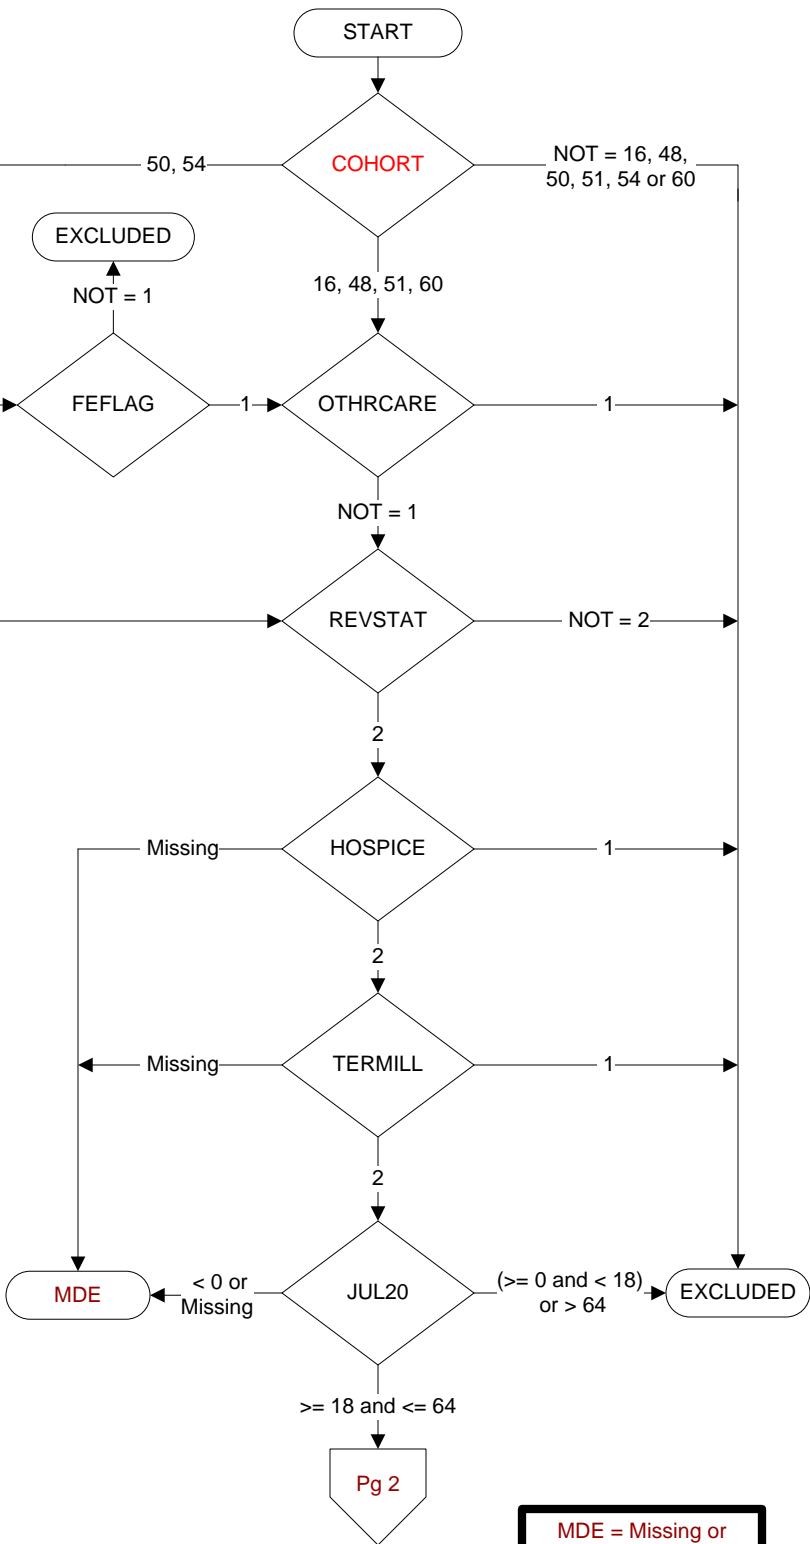 START
50, 54
COHORT
NOT = 16, 48,
50, 51, 54 or 60
EXCLUDED
NOT = 1
16, 48, 51, 60
FEFLAG
1
OTHRCARE
1
NOT = 1
REVSTAT
NOT = 2
2
Missing
HOSPICE
1
2
Missing
TERMILL
1
2
MDE
< 0 or
Missing
JUL20
(>= 0 and < 18)
or > 64
EXCLUDED
>= 18 and <= 64
Pg 2
MDE = Missing or